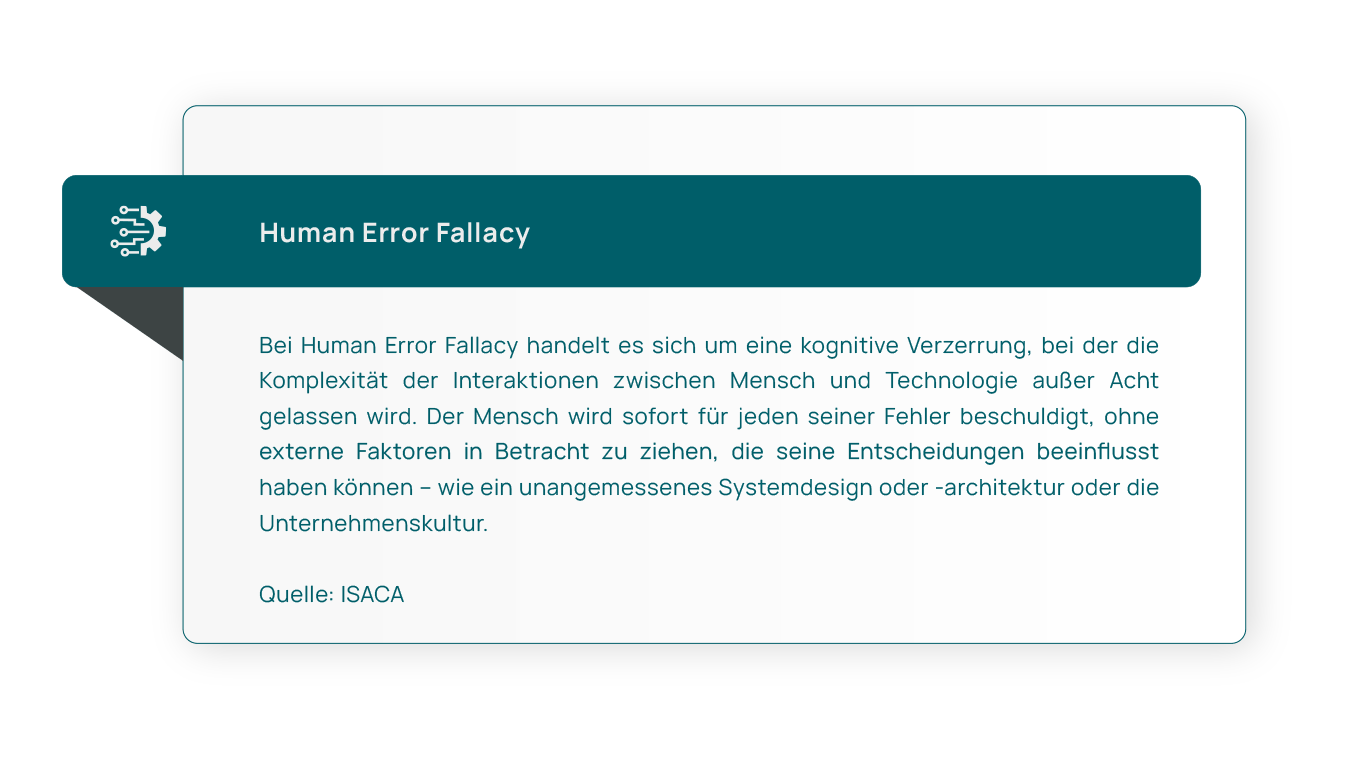 Human Error Fallacy
Bei Human Error Fallacy handelt es sich um eine kognitive Verzerrung, bei der die
Komplexität der Interaktionen zwischen Mensch und Technologie außer Acht
gelassen wird. Der Mensch wird sofort für jeden seiner Fehler beschuldigt, ohne
externe Faktoren in Betracht zu ziehen, die seine Entscheidungen beeinflusst
haben können – wie ein unangemessenes Systemdesign oder -architektur oder die
Unternehmenskultur.
Quelle: ISACA